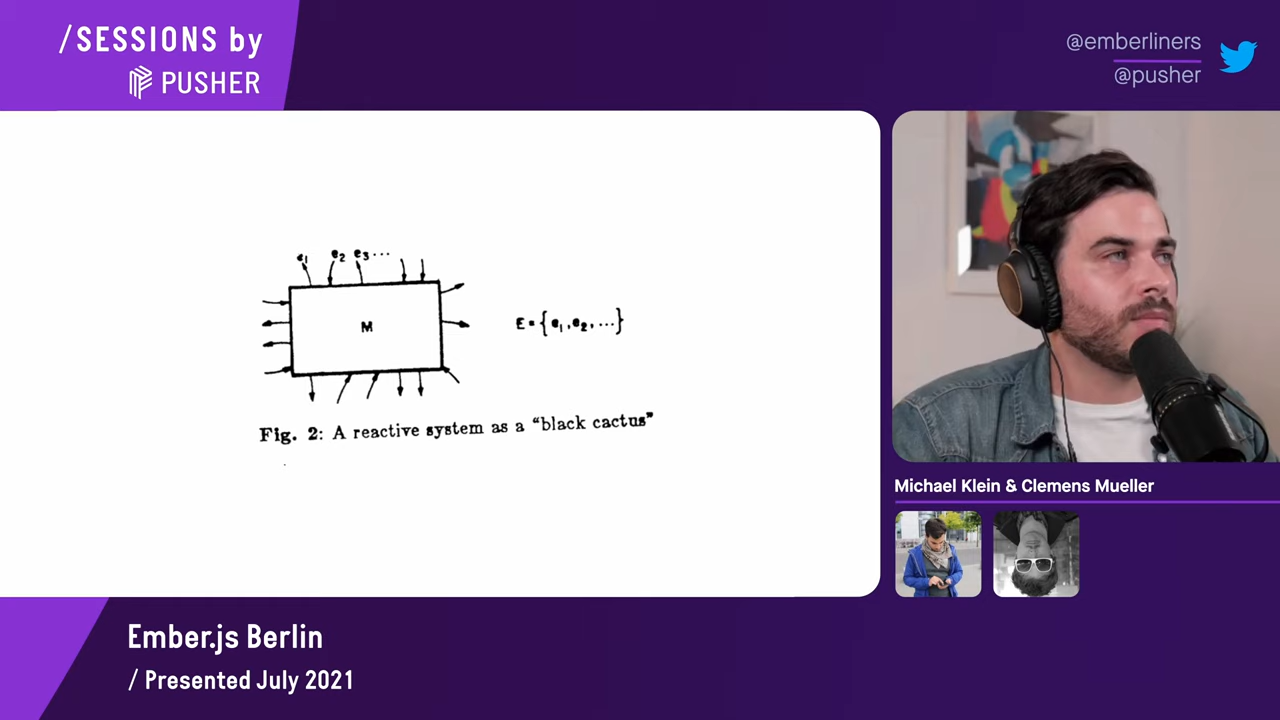 /SESSIONS by
PUSHER
@emberliners
@pusher
e1 e2 e3 ...
M
E = {e1, e2, ...}
Fig. 2: A reactive system as a “black cactus”
Michael Klein & Clemens Mueller
Ember.js Berlin
/ Presented July 2021